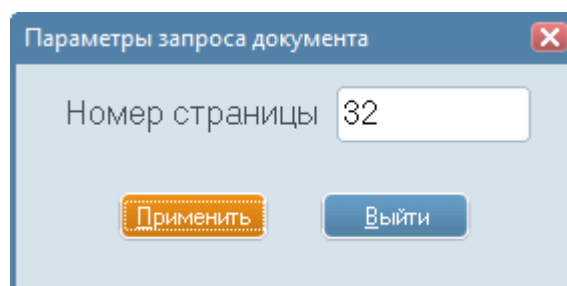 Параметры запроса документа
Номер страницы 32
Применить Выйти